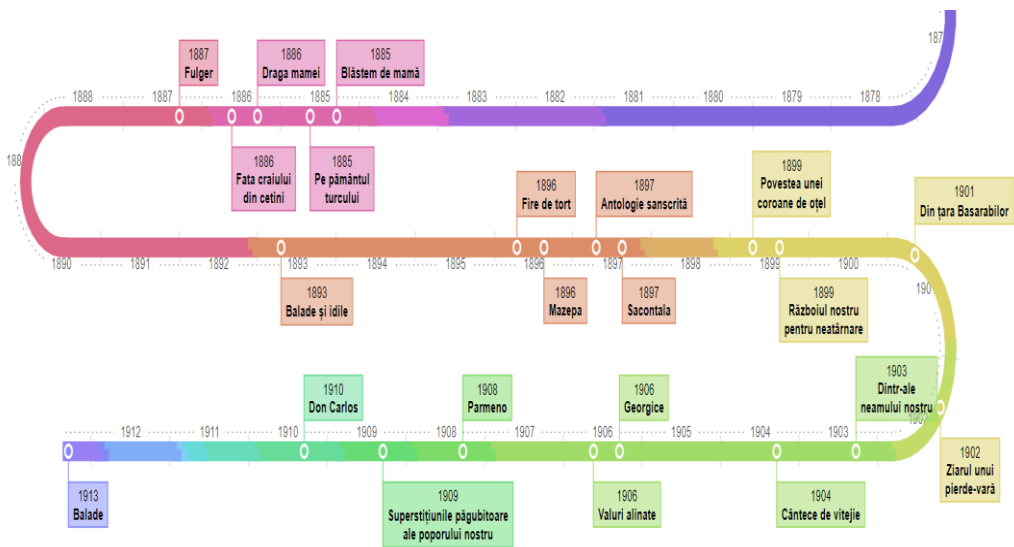 187
1887
Fulger
1886
Draga mamei
1885
Blăstem de mamă
1888
1887
1886
1885
1884
1883
1882
1881
1880
1879
1878
188
1886
Fata craiului
din cetini
1885
Pe pământul
turcului
1896
Fire de tort
1897
Antologie sanscrită
1899
Povestea unei
coroane de oțel
1901
Din țara Basarabilor
1890
1891
1892
1893
1894
1895
1896
1897
1898
1899
1900
190
1893
Balade și idile
1896
Mazepa
1897
Sacontala
1899
Războiul nostru
pentru neatârnare
1910
Don Carlos
1908
Parmeno
1906
Georgice
1903
Dintr-ale
neamului nostru
1902
1912
1911
1910
1909
1908
1907
1906
1905
1904
1903
1913
Balade
1909
Superstițiunile păgubitoare
ale poporului nostru
1906
Valuri alinate
1904
Cântece de vitejie
1902
Ziarul unui
pierde-vară